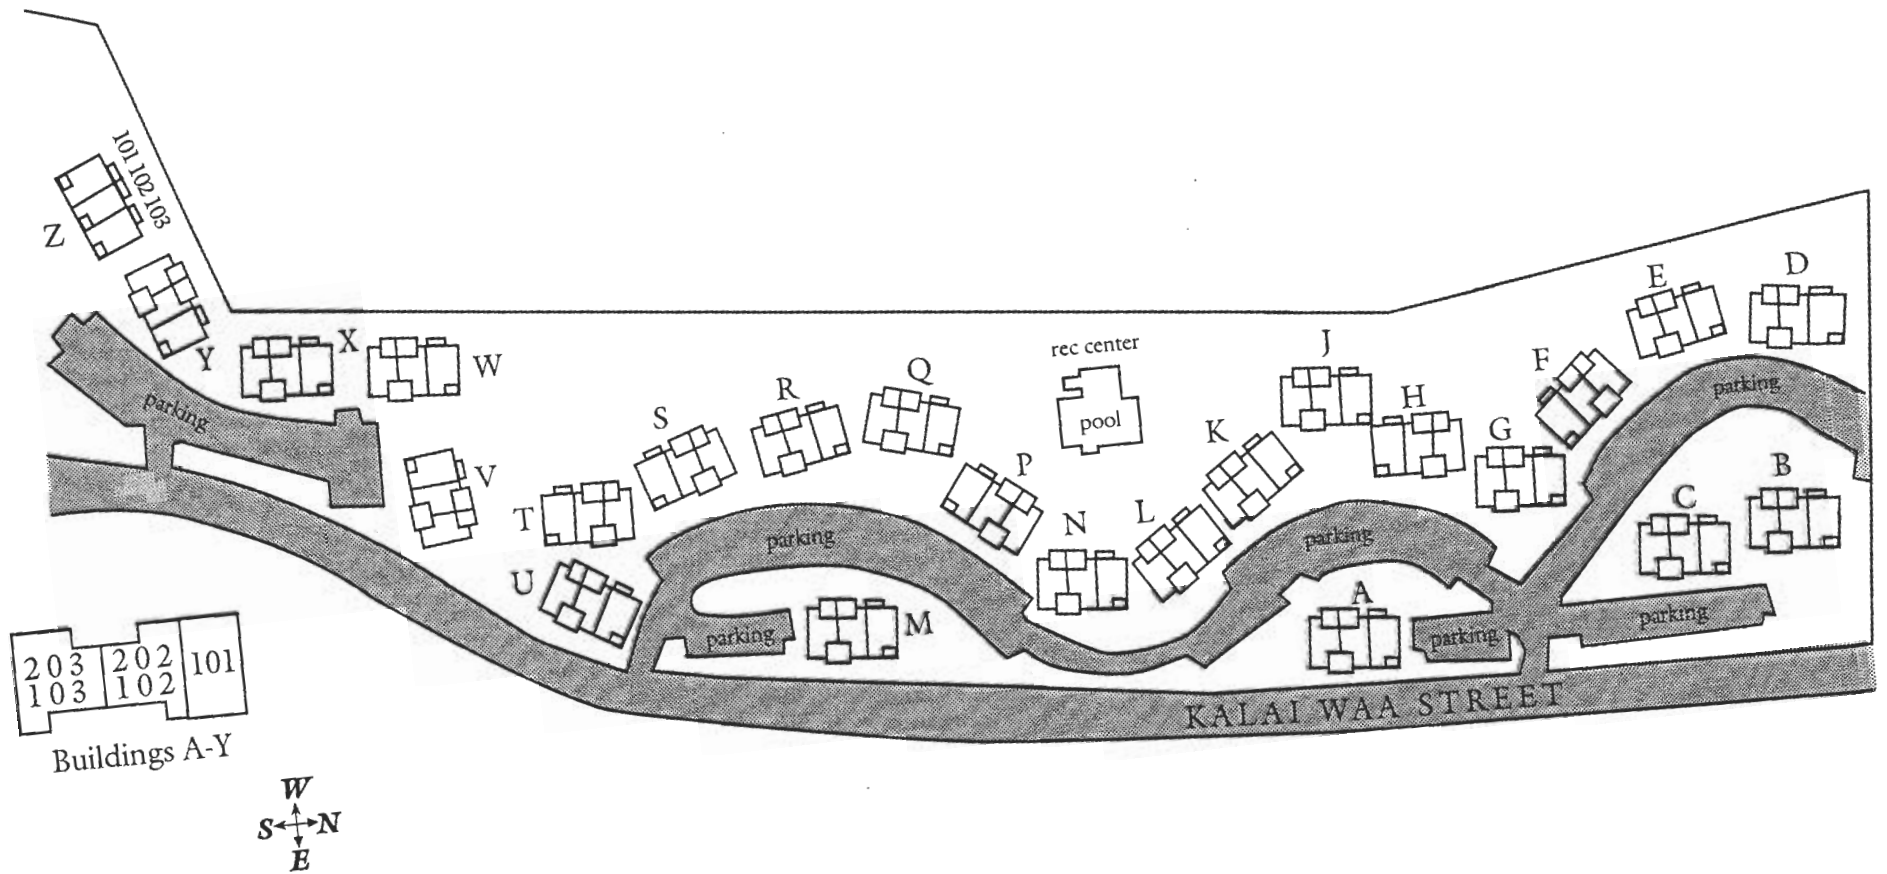 101 102 103
Z
Y
X
W
V
parking
T
U
S
R
Q
P
rec center
pool
N
L
K
J
H
G
F
E
D
C
B
A
M
parking
parking
parking
parking
parking
parking
KALAI WAA STREET
203 202 101
103 102
Buildings A-Y
W
S N
E